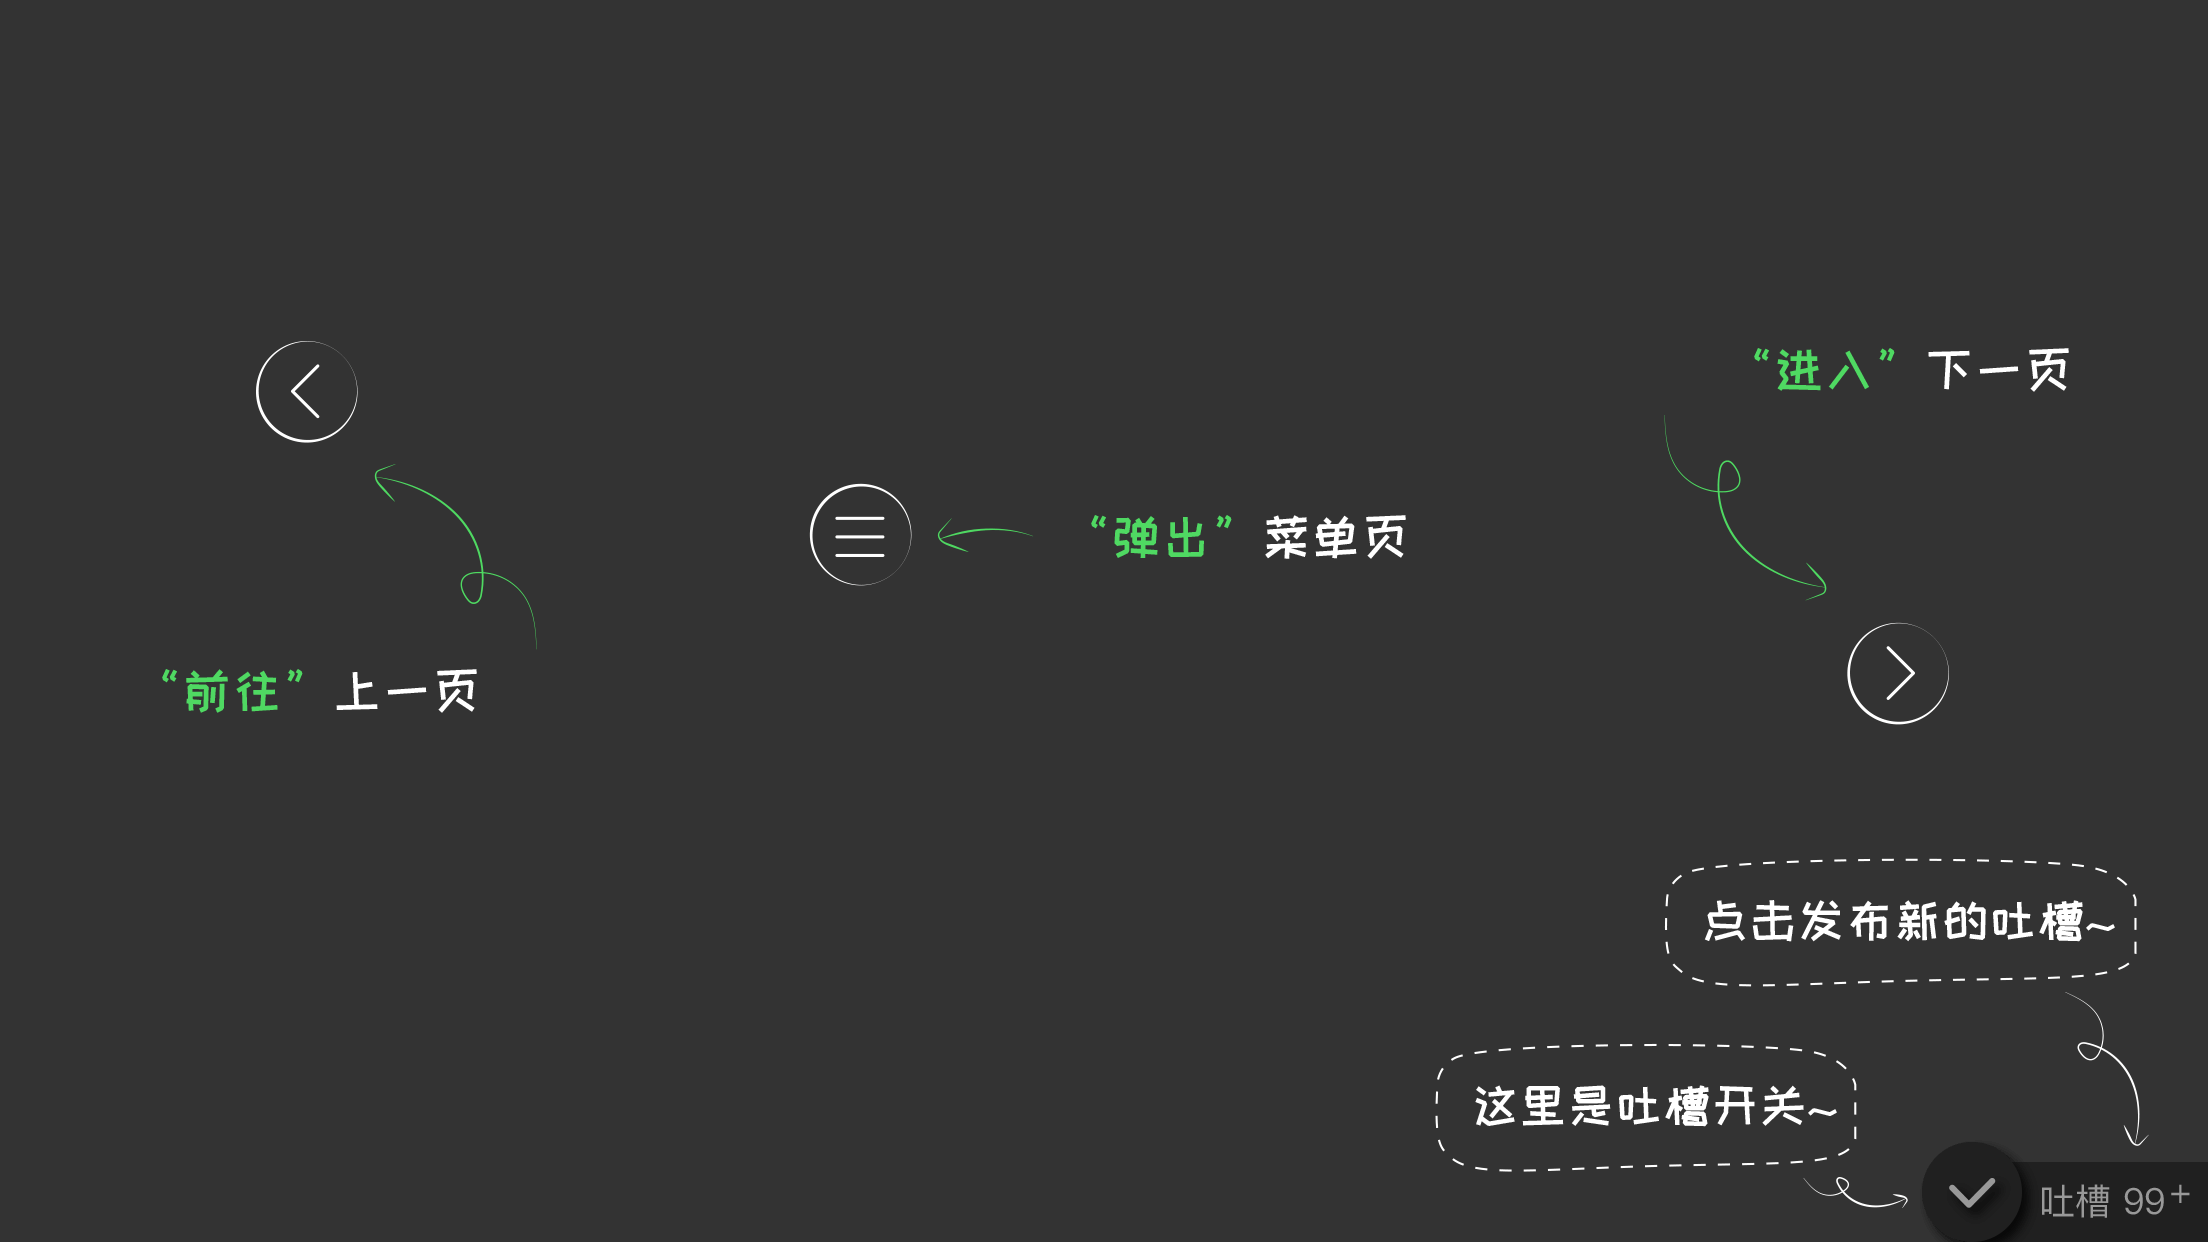 “进入” 下一页
“弹出” 菜单页
“前往” 上一页
点击发布新的吐槽~
这里是吐槽开关~
吐槽 99+